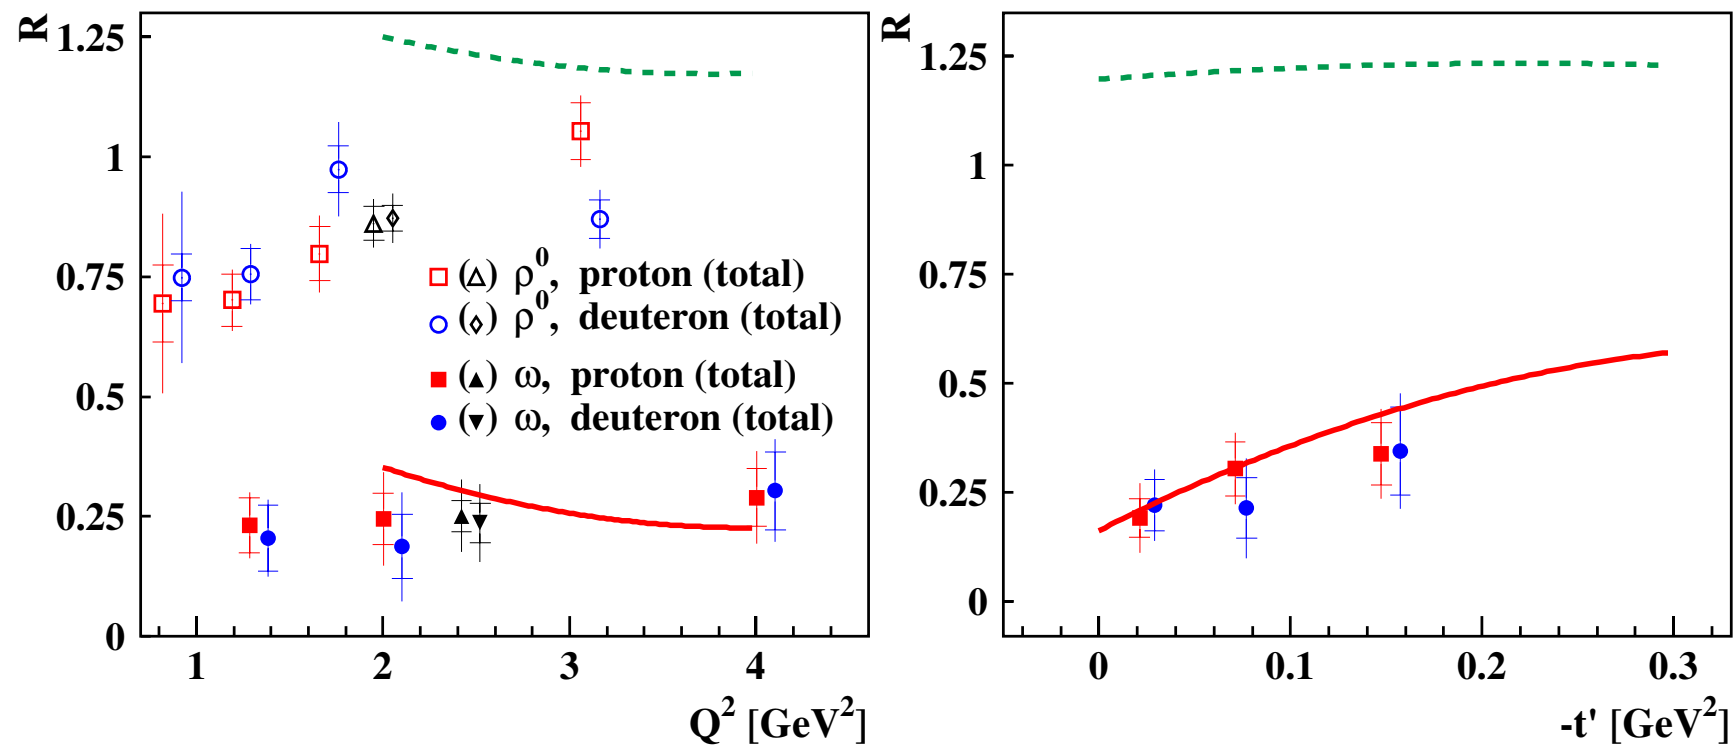 R
1.25
1
0.75
0.5
0.25
0
1 2 3 4
Q² [GeV²]
( ) ρ⁰, proton (total)
( ) ρ⁰, deuteron (total)
( ) ω, proton (total)
( ) ω, deuteron (total)
R
1.25
1
0.75
0.5
0.25
0
0 0.1 0.2 0.3
-t' [GeV²]